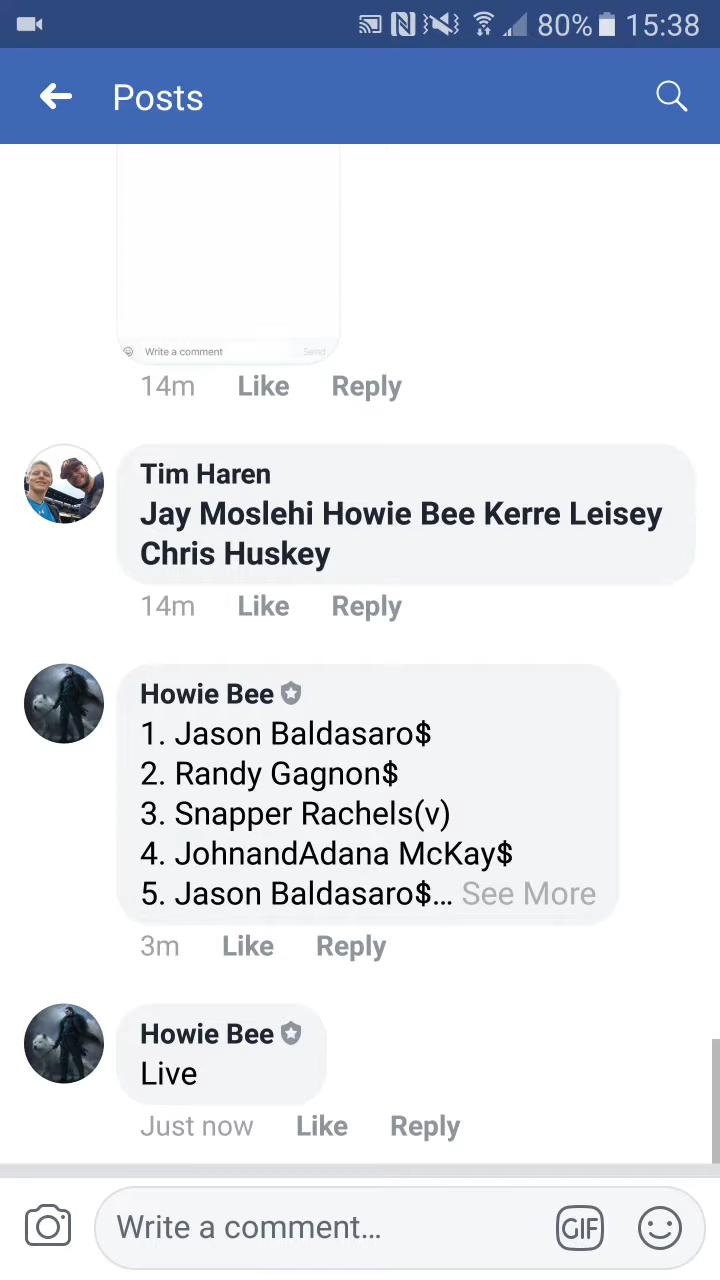 80% 15:38
Posts
Write a comment Send
14m Like Reply
Tim Haren
Jay Moslehi Howie Bee Kerre Leisey
Chris Huskey
14m Like Reply
Howie Bee
1. Jason Baldasaro$
2. Randy Gagnon$
3. Snapper Rachels(v)
4. JohnandAdana McKay$
5. Jason Baldasaro$... See More
3m Like Reply
Howie Bee
Live
Just now Like Reply
Write a comment... GIF